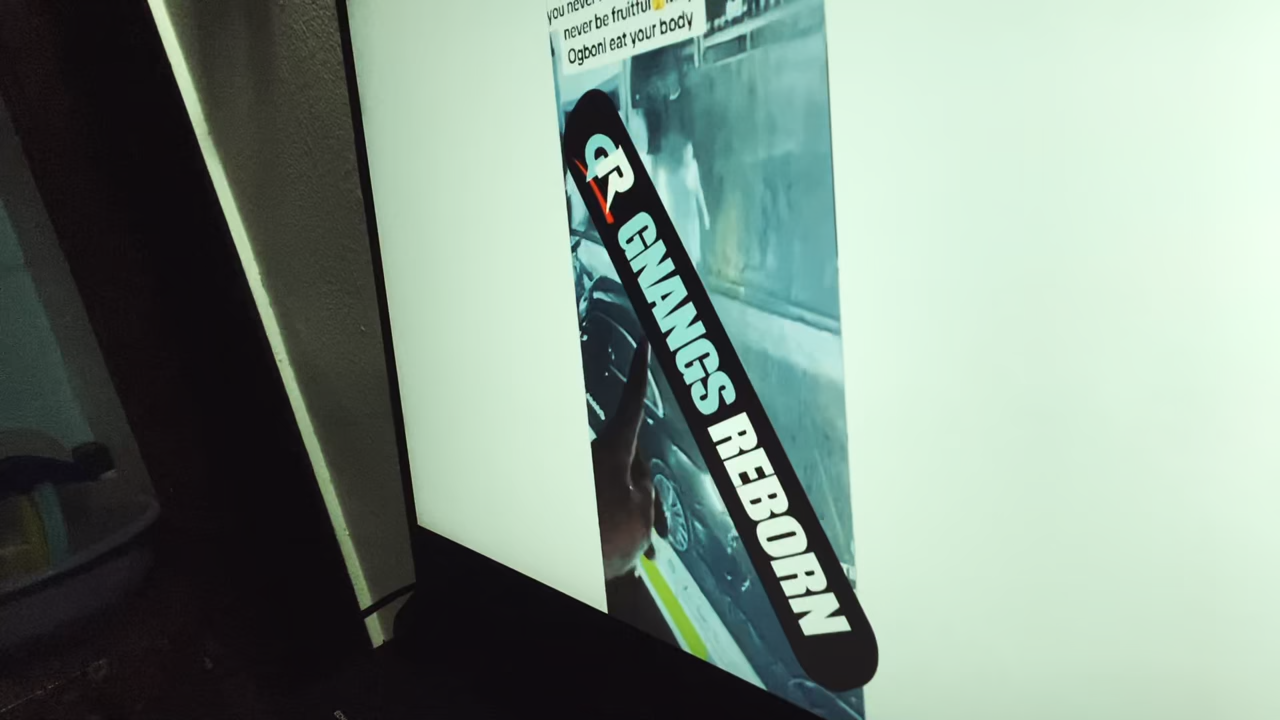 you never
never be fruitful
Ogboni eat your body
GR GNANGS REBORN